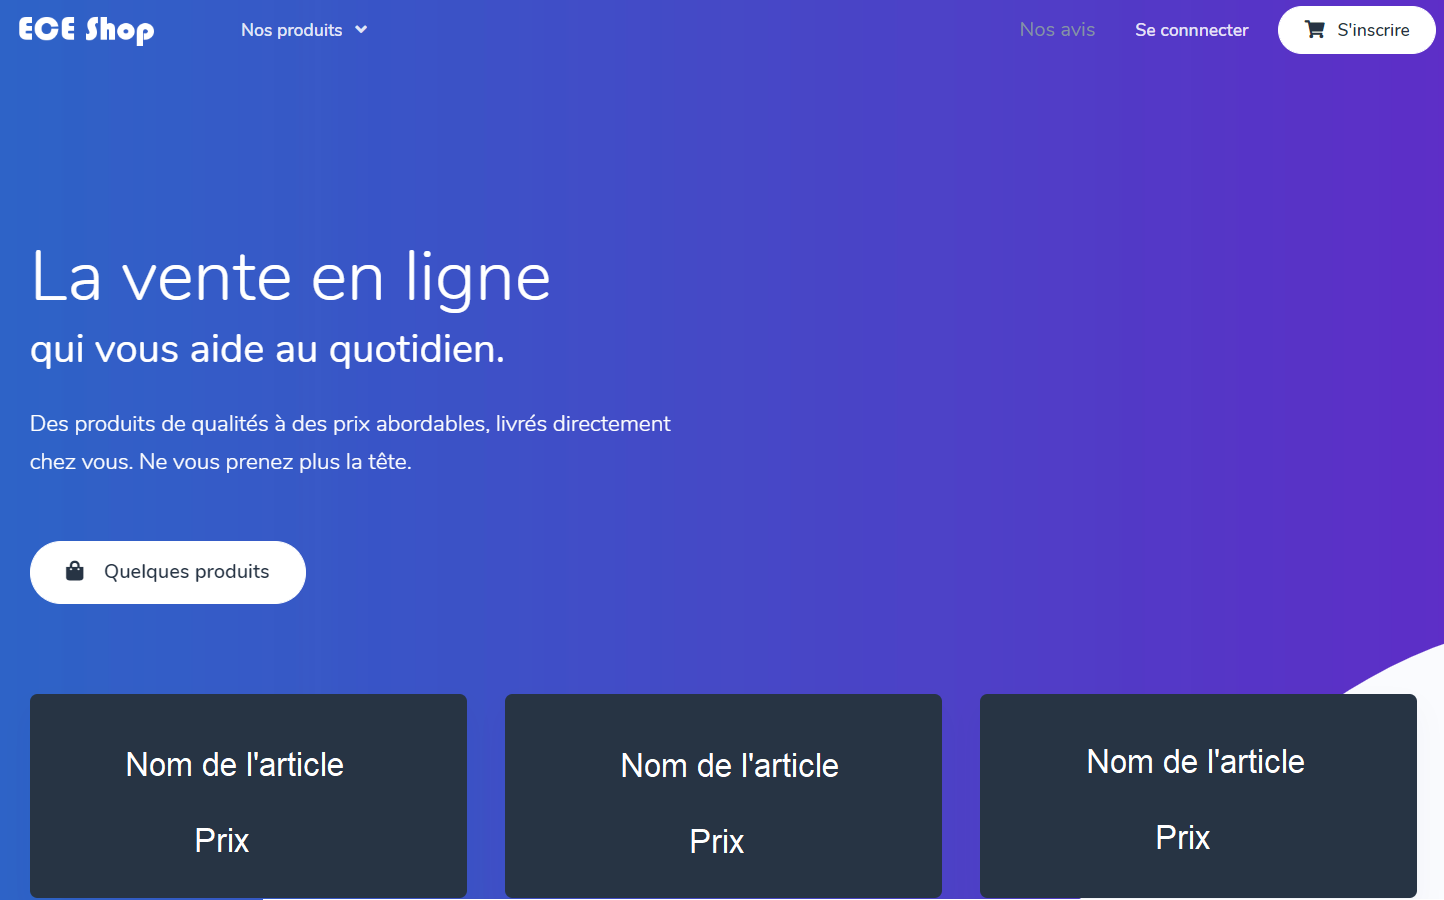 ECE Shop
Nos produits
Nos avis
Se connnecter
S'inscrire
La vente en ligne
qui vous aide au quotidien.
Des produits de qualités à des prix abordables, livrés directement
chez vous. Ne vous prenez plus la tête.
Quelques produits
Nom de l'article
Prix
Nom de l'article
Prix
Nom de l'article
Prix